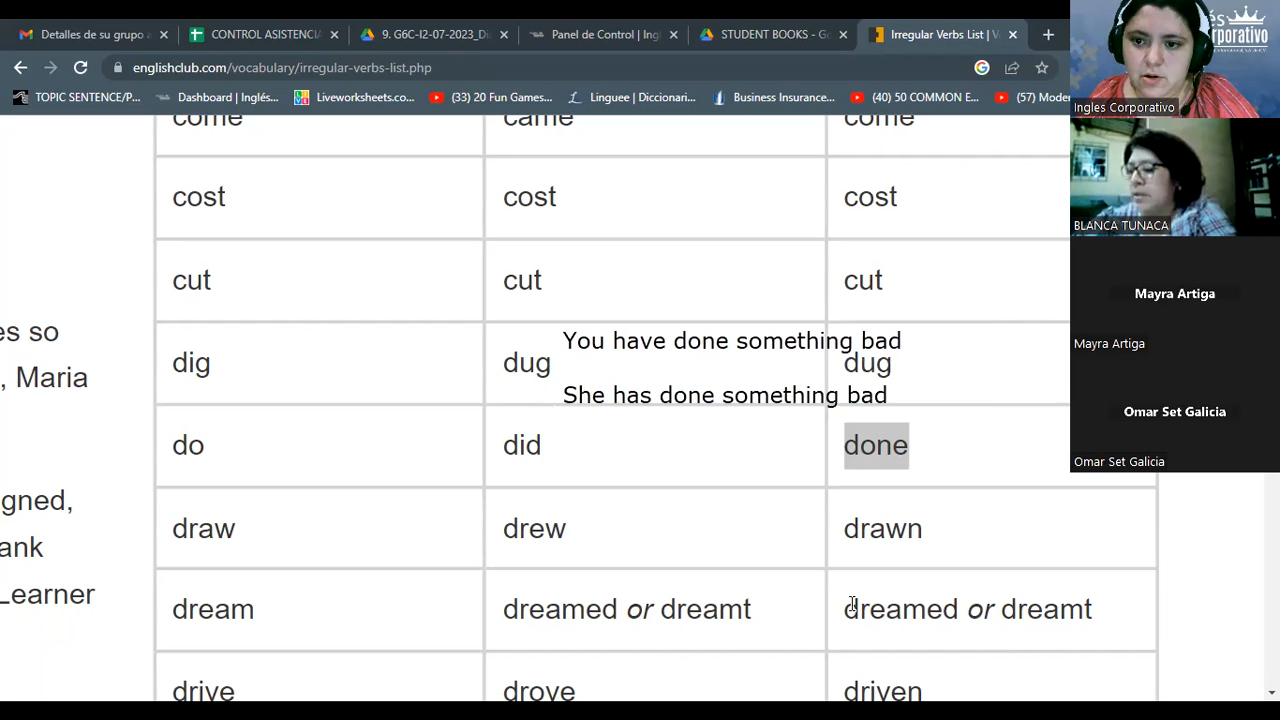 Detalles de su grupo a
CONTROL ASISTENCIA
9. G6C-I2-07-2023_Di
Panel de Control | Ingl
STUDENT BOOKS - Go
Irregular Verbs List | V
englishclub.com/vocabulary/irregular-verbs-list.php
TOPIC SENTENCE/P...
Dashboard | Inglés...
Liveworksheets.co...
(33) 20 Fun Games...
Linguee | Diccionari...
Business Insurance...
(40) 50 COMMON E...
(57) Mode
come came come
cost cost cost
cut cut cut
es so
You have done something bad
dig dug dug
, Maria
She has done something bad
do did done
gned,
draw drew drawn
ank
Learner
dream dreamed or dreamt dreamed or dreamt
drive drove driven
és
rporativo
Ingles Corporativo
BLANCA TUNACA
Mayra Artiga
Mayra Artiga
Omar Set Galicia
Omar Set Galicia